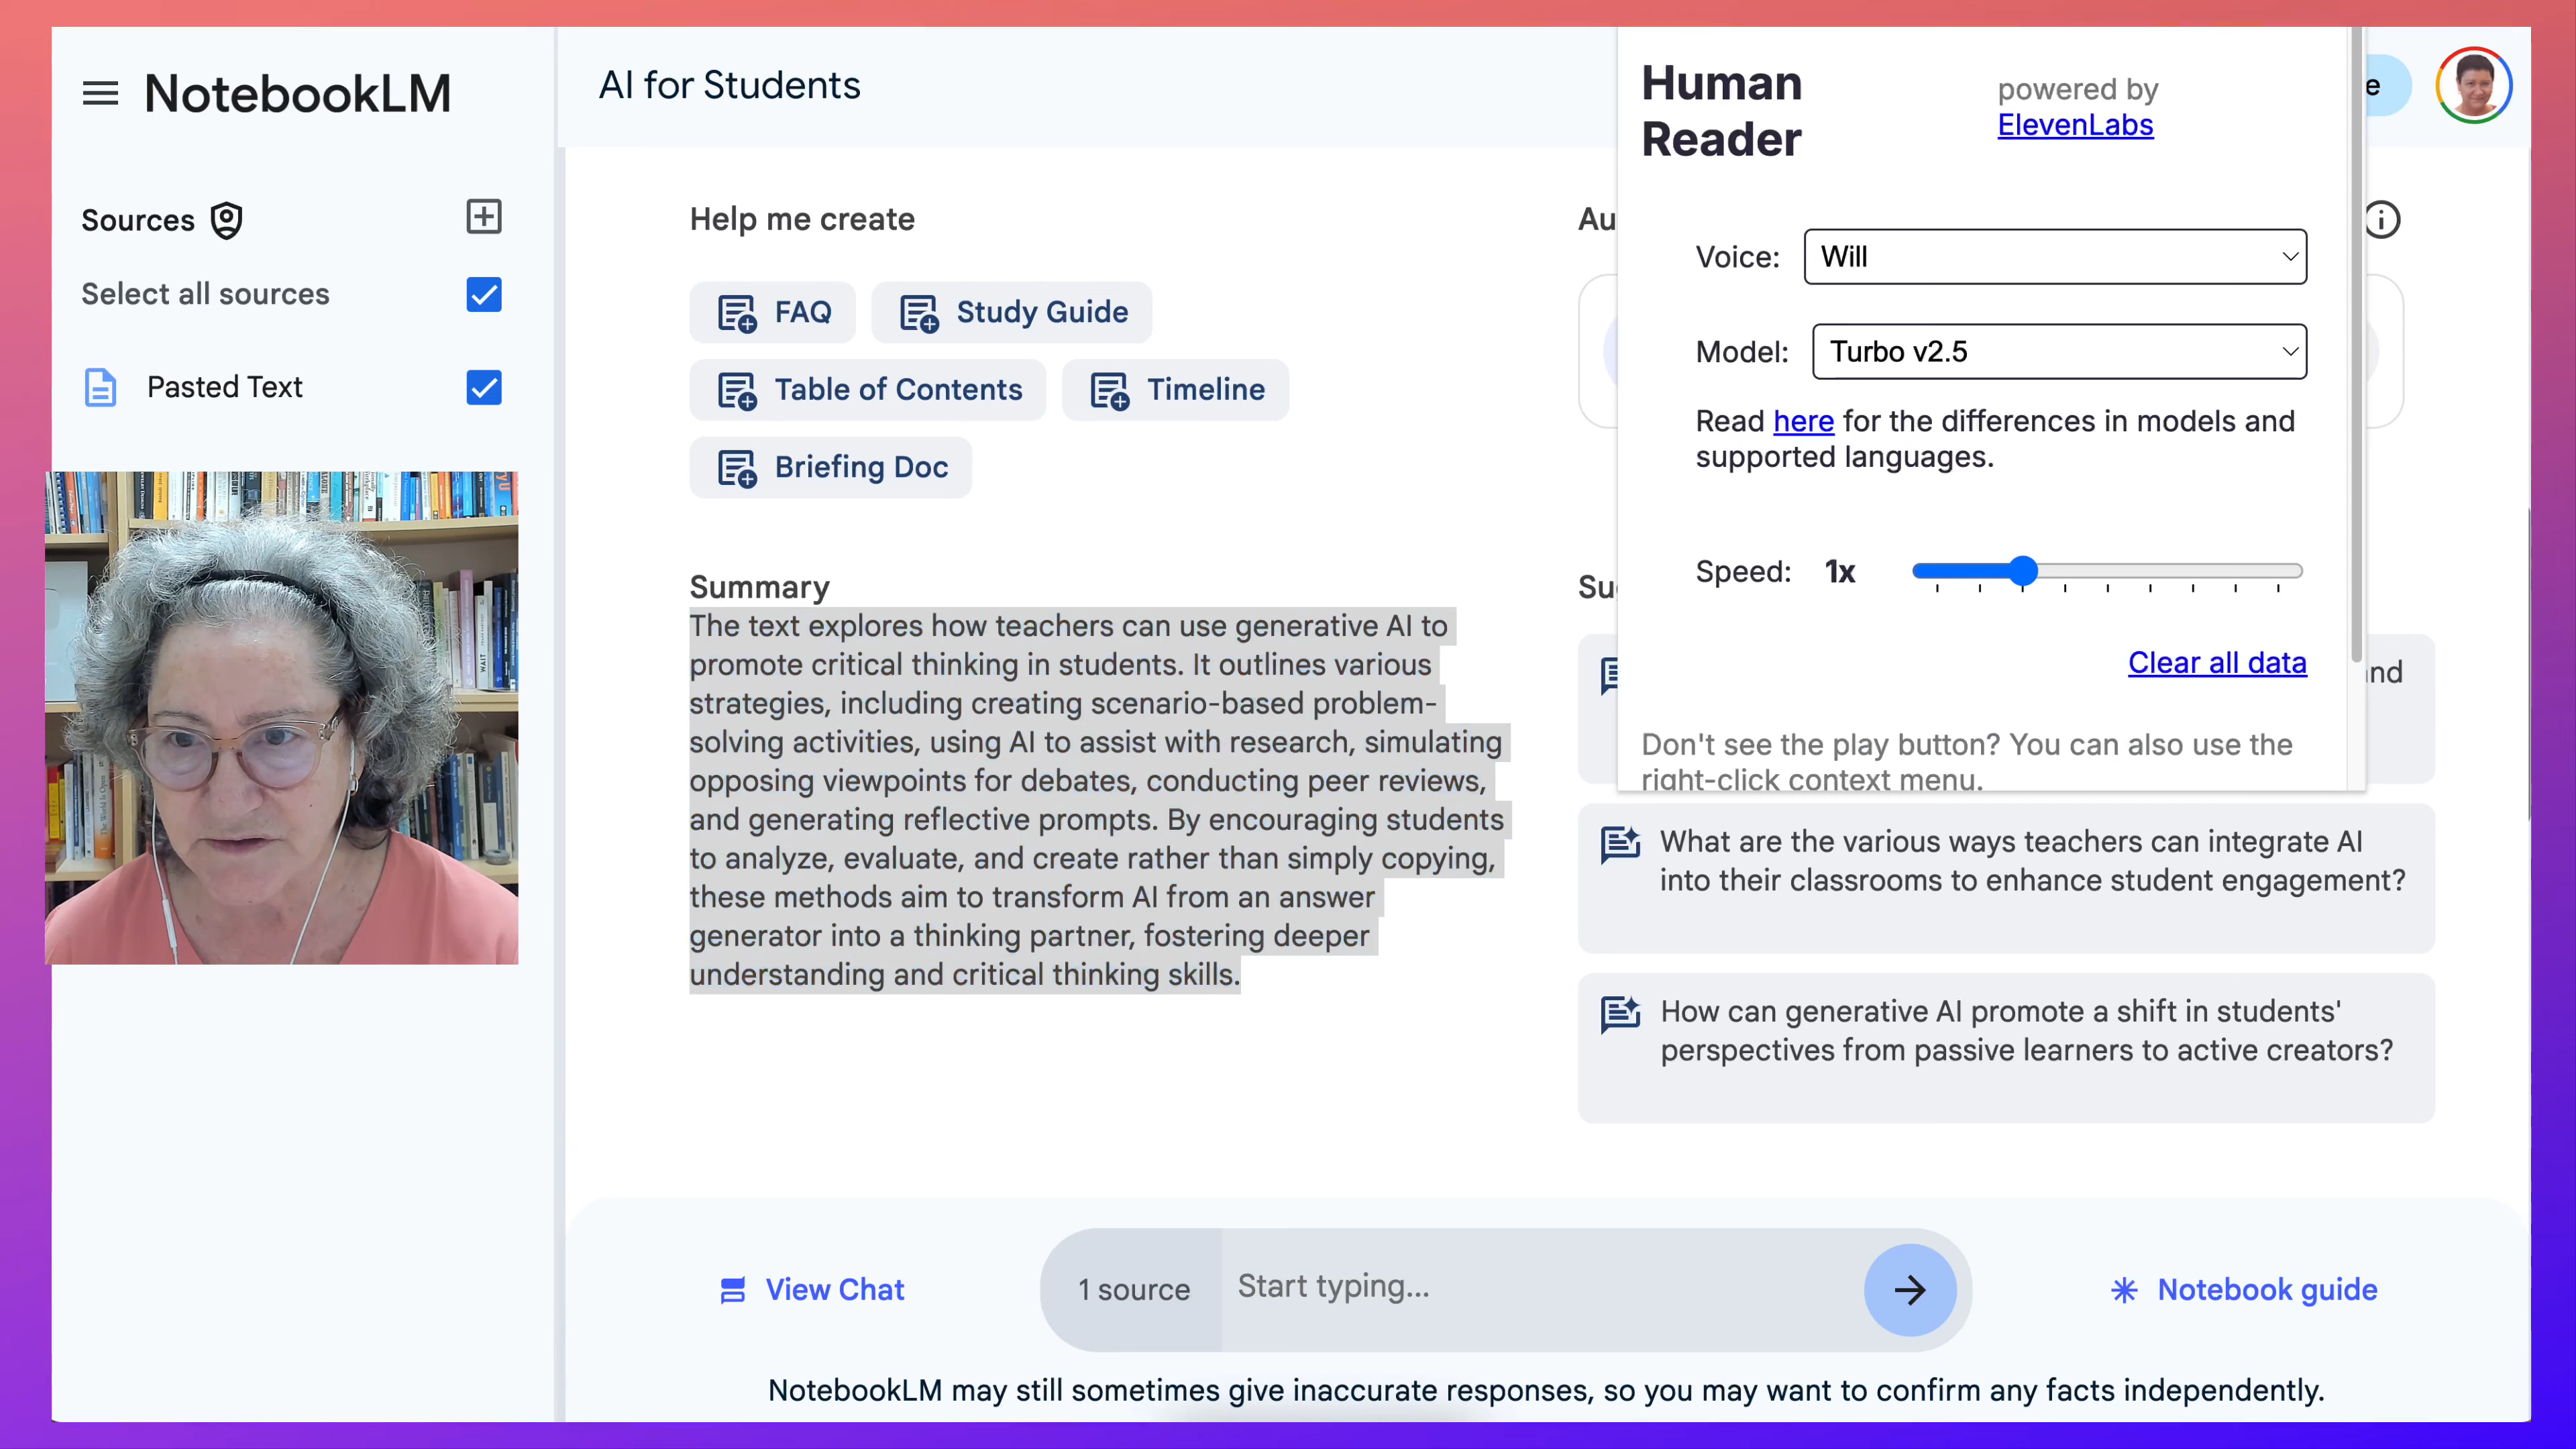 NotebookLM
Sources
Select all sources
Pasted Text
AI for Students
Help me create
FAQ
Study Guide
Table of Contents
Timeline
Briefing Doc
Summary
The text explores how teachers can use generative AI to
promote critical thinking in students. It outlines various
strategies, including creating scenario-based problem-
solving activities, using AI to assist with research, simulating
opposing viewpoints for debates, conducting peer reviews,
and generating reflective prompts. By encouraging students
to analyze, evaluate, and create rather than simply copying,
these methods aim to transform AI from an answer
generator into a thinking partner, fostering deeper
understanding and critical thinking skills.
Human
Reader
powered by
ElevenLabs
Voice: Will
Model: Turbo v2.5
Read here for the differences in models and
supported languages.
Speed: 1x
Clear all data
Don't see the play button? You can also use the
right-click context menu.
What are the various ways teachers can integrate AI
into their classrooms to enhance student engagement?
How can generative AI promote a shift in students'
perspectives from passive learners to active creators?
View Chat
1 source
Start typing...
Notebook guide
NotebookLM may still sometimes give inaccurate responses, so you may want to confirm any facts independently.